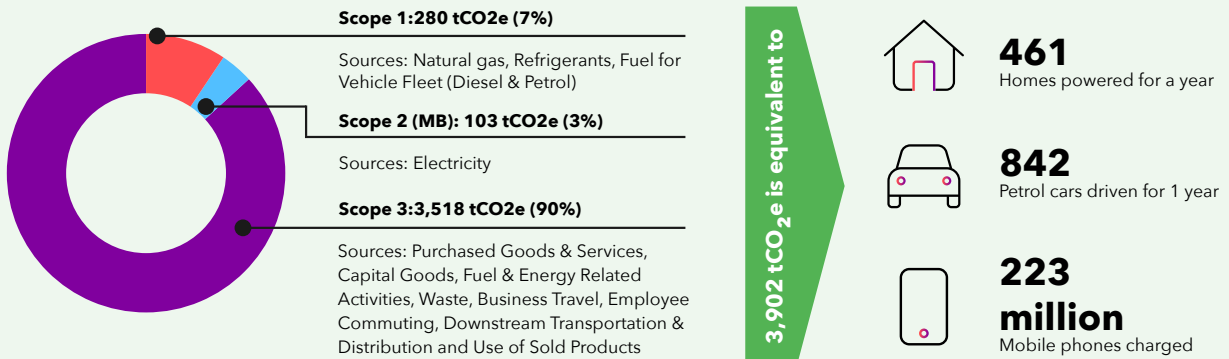 Scope 1:280 tCO2e (7%)
Sources: Natural gas, Refrigerants, Fuel for
Vehicle Fleet (Diesel & Petrol)
Scope 2 (MB): 103 tCO2e (3%)
Sources: Electricity
Scope 3:3,518 tCO2e (90%)
Sources: Purchased Goods & Services,
Capital Goods, Fuel & Energy Related
Activities, Waste, Business Travel, Employee
Commuting, Downstream Transportation &
Distribution and Use of Sold Products
3,902 tCO₂e is equivalent to
461
Homes powered for a year
842
Petrol cars driven for 1 year
223
million
Mobile phones charged